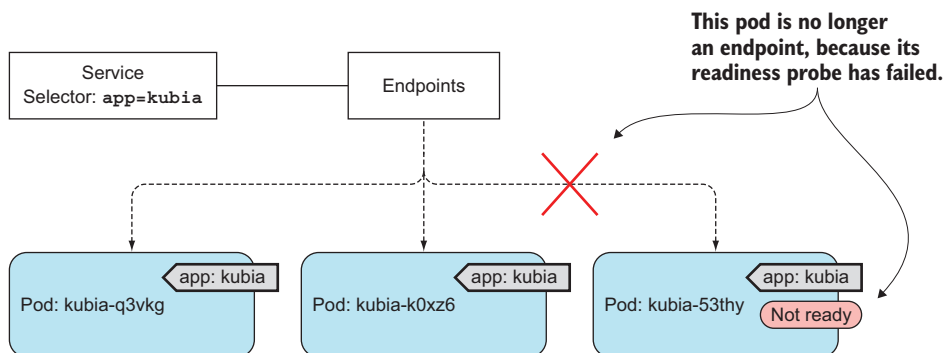 This pod is no longer
an endpoint, because its
readiness probe has failed.
Service
Selector: app=kubia
Endpoints
app: kubia
Pod: kubia-q3vkg
app: kubia
Pod: kubia-k0xz6
app: kubia
Pod: kubia-53thy
Not ready